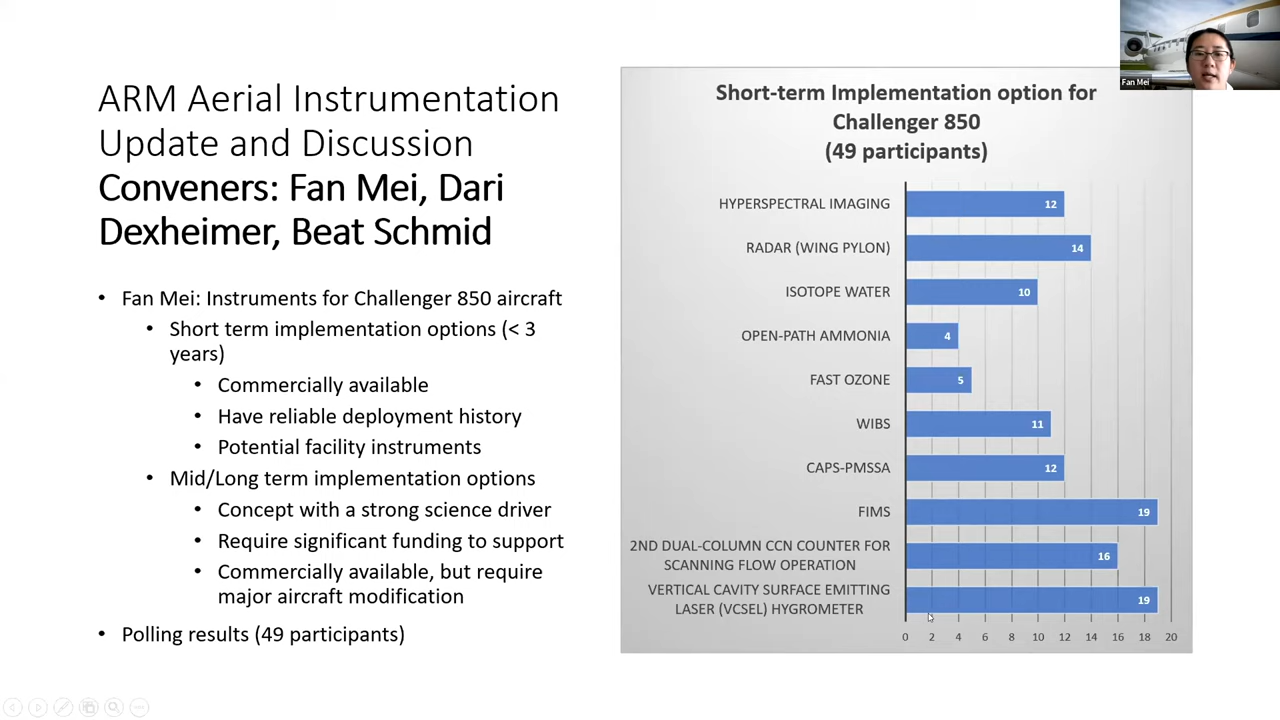 ARM Aerial Instrumentation
Update and Discussion
Conveners: Fan Mei, Dari
Dexheimer, Beat Schmid
• Fan Mei: Instruments for Challenger 850 aircraft
• Short term implementation options (< 3
years)
• Commercially available
• Have reliable deployment history
• Potential facility instruments
• Mid/Long term implementation options
• Concept with a strong science driver
• Require significant funding to support
• Commercially available, but require
major aircraft modification
• Polling results (49 participants)
Short-term Implementation option for
Challenger 850
(49 participants)
HYPERSPECTRAL IMAGING 12
RADAR (WING PYLON) 14
ISOTOPE WATER 10
OPEN-PATH AMMONIA 4
FAST OZONE 5
WIBS 11
CAPS-PMSSA 12
FIMS 19
2ND DUAL-COLUMN CCN COUNTER FOR
SCANNING FLOW OPERATION 16
VERTICAL CAVITY SURFACE EMITTING
LASER (VCSEL) HYGROMETER 19
0 2 4 6 8 10 12 14 16 18 20
Fan Mei